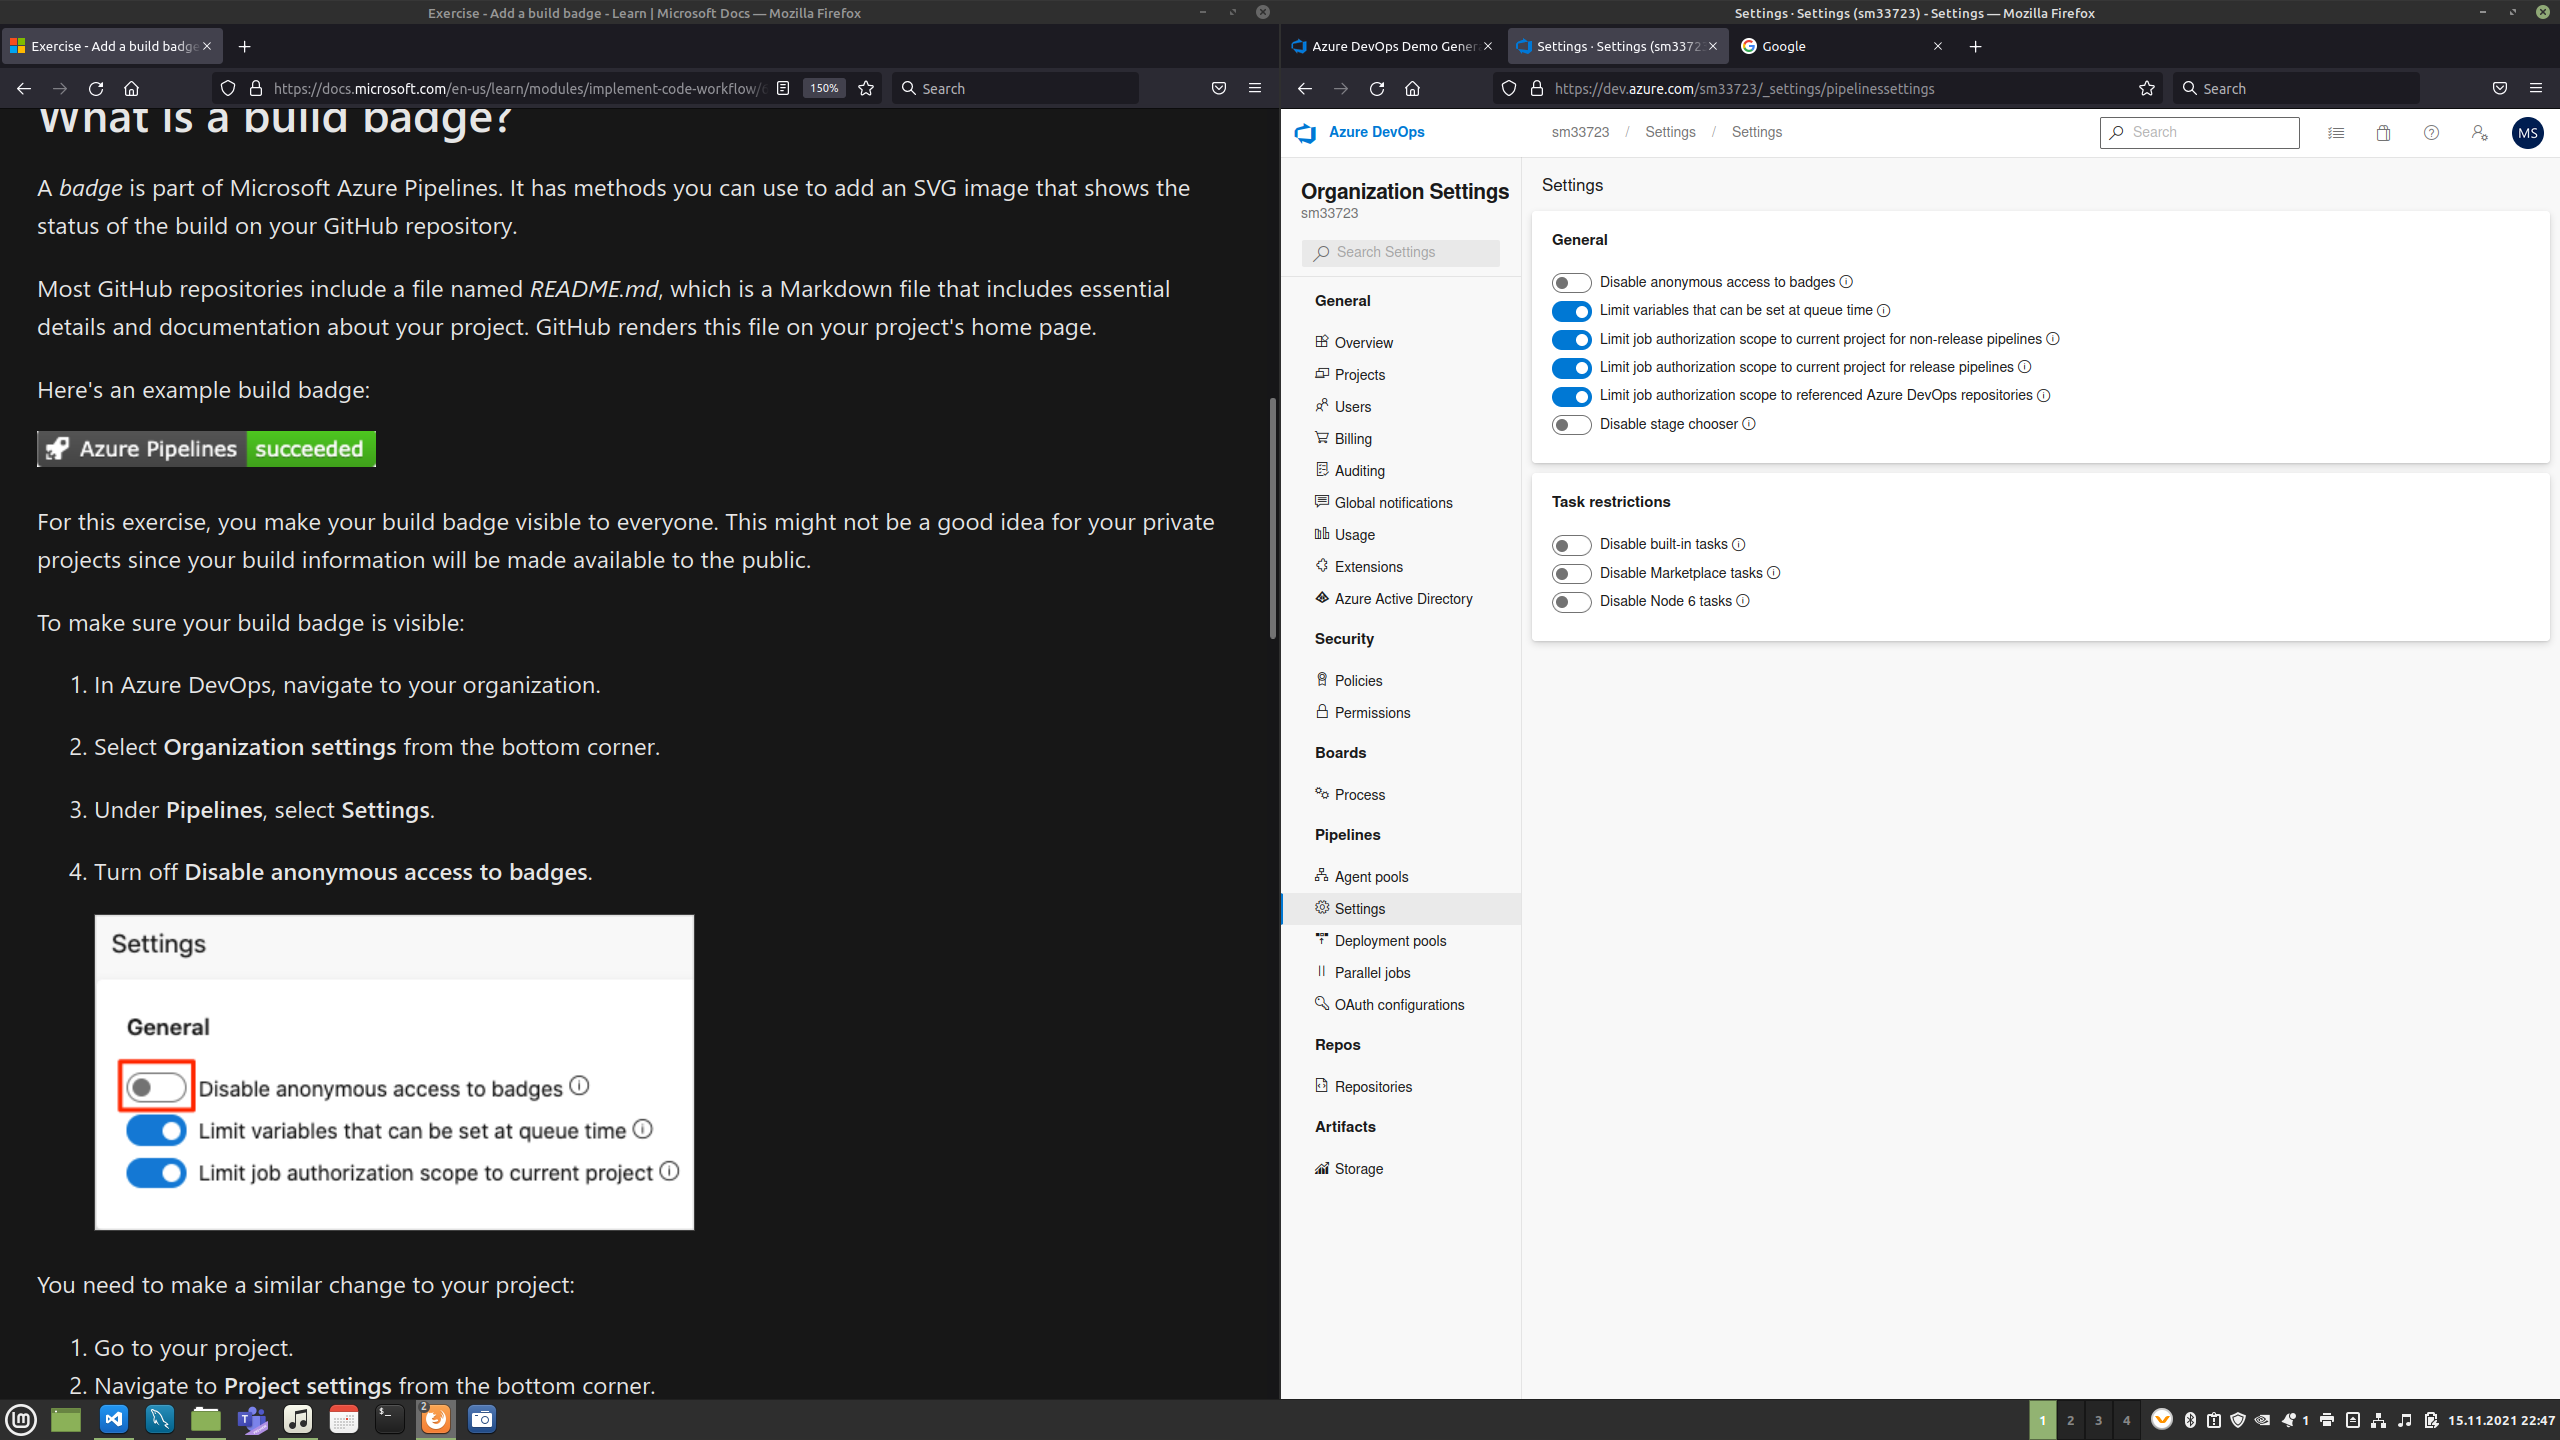 Exercise - Add a build badge - Learn | Microsoft Docs — Mozilla Firefox
Exercise - Add a build badge
https://docs.microsoft.com/en-us/learn/modules/implement-code-workflow/
150%
Search
What is a build badge?
A badge is part of Microsoft Azure Pipelines. It has methods you can use to add an SVG image that shows the
status of the build on your GitHub repository.
Most GitHub repositories include a file named README.md, which is a Markdown file that includes essential
details and documentation about your project. GitHub renders this file on your project's home page.
Here's an example build badge:
Azure Pipelines succeeded
For this exercise, you make your build badge visible to everyone. This might not be a good idea for your private
projects since your build information will be made available to the public.
To make sure your build badge is visible:
1. In Azure DevOps, navigate to your organization.
2. Select Organization settings from the bottom corner.
3. Under Pipelines, select Settings.
4. Turn off Disable anonymous access to badges.
Settings
General
Disable anonymous access to badges
Limit variables that can be set at queue time
Limit job authorization scope to current project
You need to make a similar change to your project:
1. Go to your project.
2. Navigate to Project settings from the bottom corner.
Settings · Settings (sm33723) - Settings — Mozilla Firefox
Azure DevOps Demo Gener
Settings · Settings (sm3372
Google
https://dev.azure.com/sm33723/_settings/pipelinessettings
Search
Azure DevOps
sm33723 / Settings / Settings
Search
MS
Organization Settings
sm33723
Search Settings
General
Overview
Projects
Users
Billing
Auditing
Global notifications
Usage
Extensions
Azure Active Directory
Security
Policies
Permissions
Boards
Process
Pipelines
Agent pools
Settings
Deployment pools
Parallel jobs
OAuth configurations
Repos
Repositories
Artifacts
Storage
Settings
General
Disable anonymous access to badges
Limit variables that can be set at queue time
Limit job authorization scope to current project for non-release pipelines
Limit job authorization scope to current project for release pipelines
Limit job authorization scope to referenced Azure DevOps repositories
Disable stage chooser
Task restrictions
Disable built-in tasks
Disable Marketplace tasks
Disable Node 6 tasks
2
1 2 3 4
1
15.11.2021 22:47